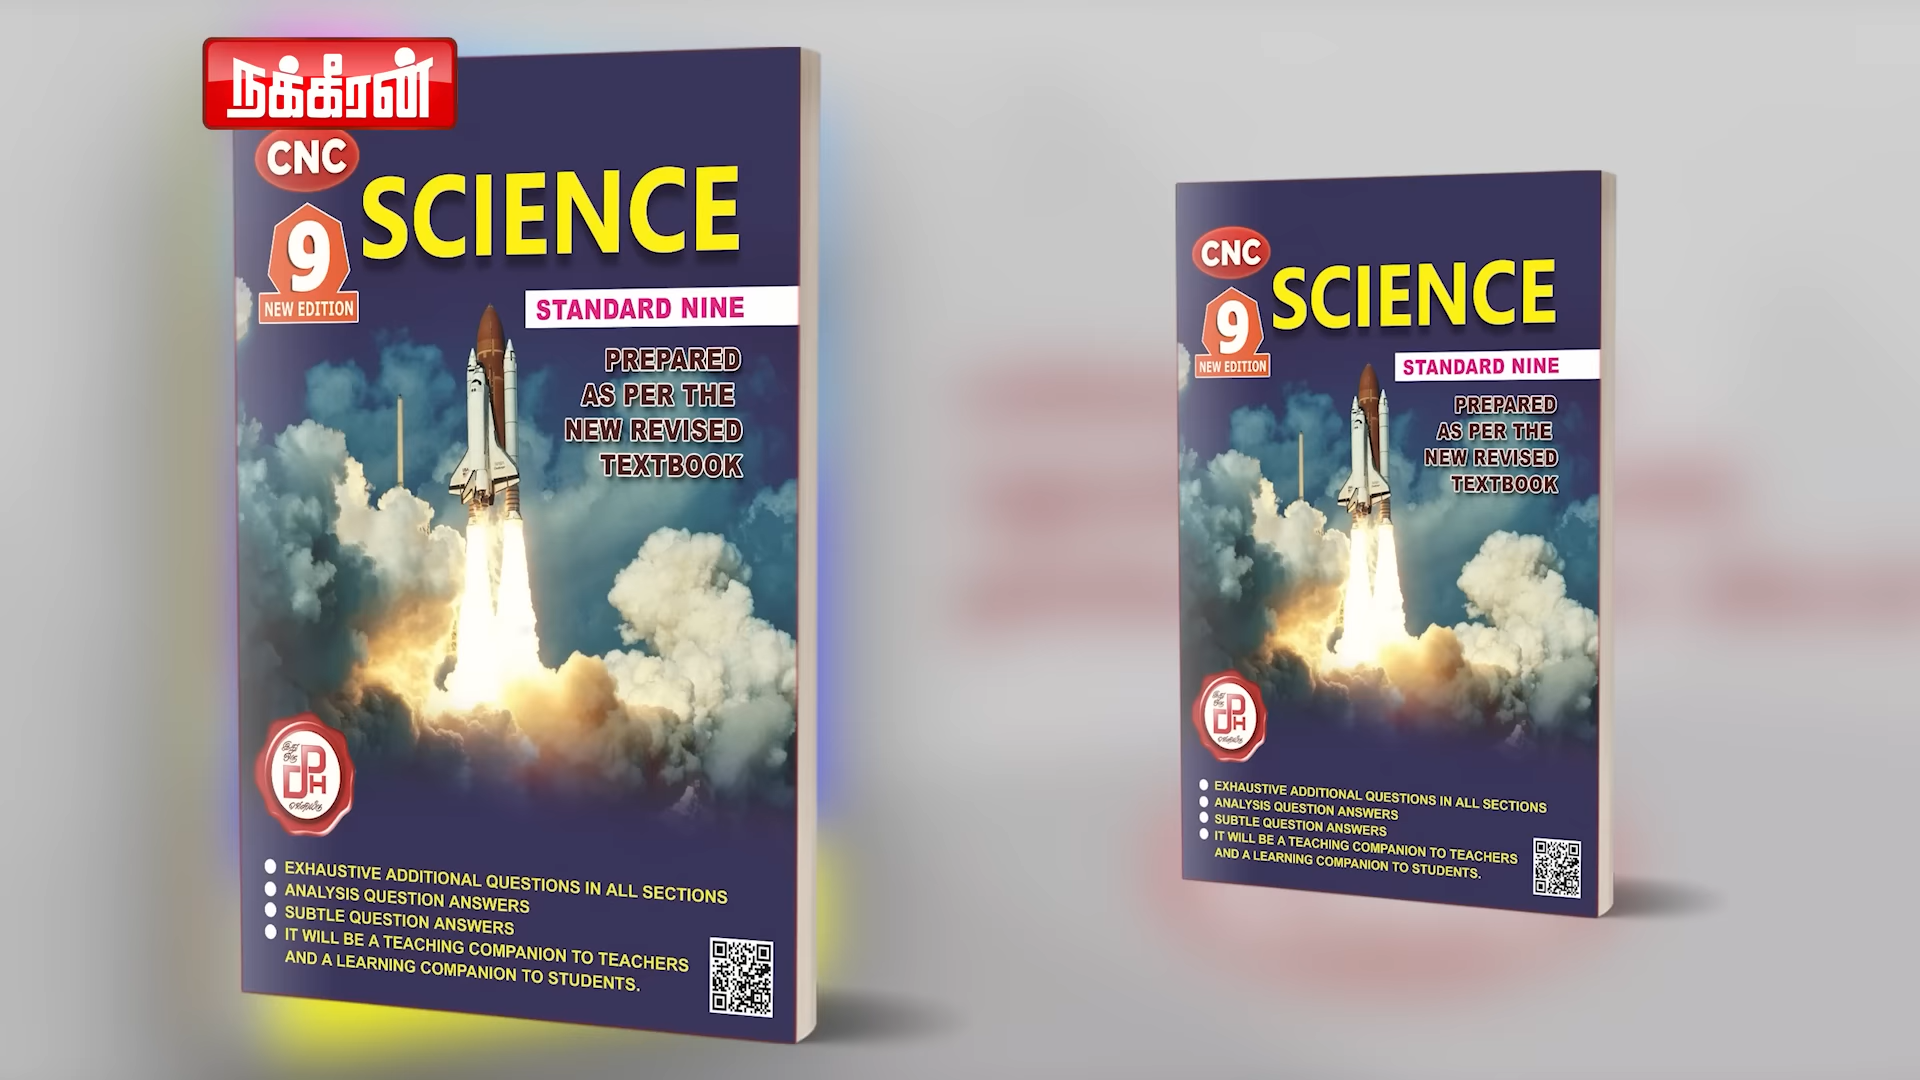 நக்கீரன்
CNC
SCIENCE
9
NEW EDITION
STANDARD NINE
PREPARED
AS PER THE
NEW REVISED
TEXTBOOK
DPH
EXHAUSTIVE ADDITIONAL QUESTIONS IN ALL SECTIONS
ANALYSIS QUESTION ANSWERS
SUBTLE QUESTION ANSWERS
IT WILL BE A TEACHING COMPANION TO TEACHERS
AND A LEARNING COMPANION TO STUDENTS.
CNC
SCIENCE
9
NEW EDITION
STANDARD NINE
PREPARED
AS PER THE
NEW REVISED
TEXTBOOK
DPH
EXHAUSTIVE ADDITIONAL QUESTIONS IN ALL SECTIONS
ANALYSIS QUESTION ANSWERS
SUBTLE QUESTION ANSWERS
IT WILL BE A TEACHING COMPANION TO TEACHERS
AND A LEARNING COMPANION TO STUDENTS.